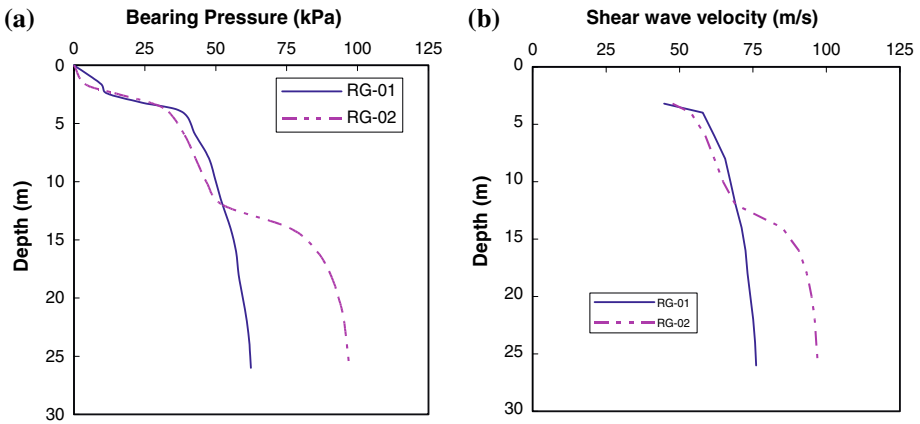 (a)
Bearing Pressure (kPa)
0 25 50 75 100 125
0
5
10
15
20
25
30
Depth (m)
RG-01
RG-02
(b)
Shear wave velocity (m/s)
0 25 50 75 100 125
0
5
10
15
20
25
30
Depth (m)
RG-01
RG-02